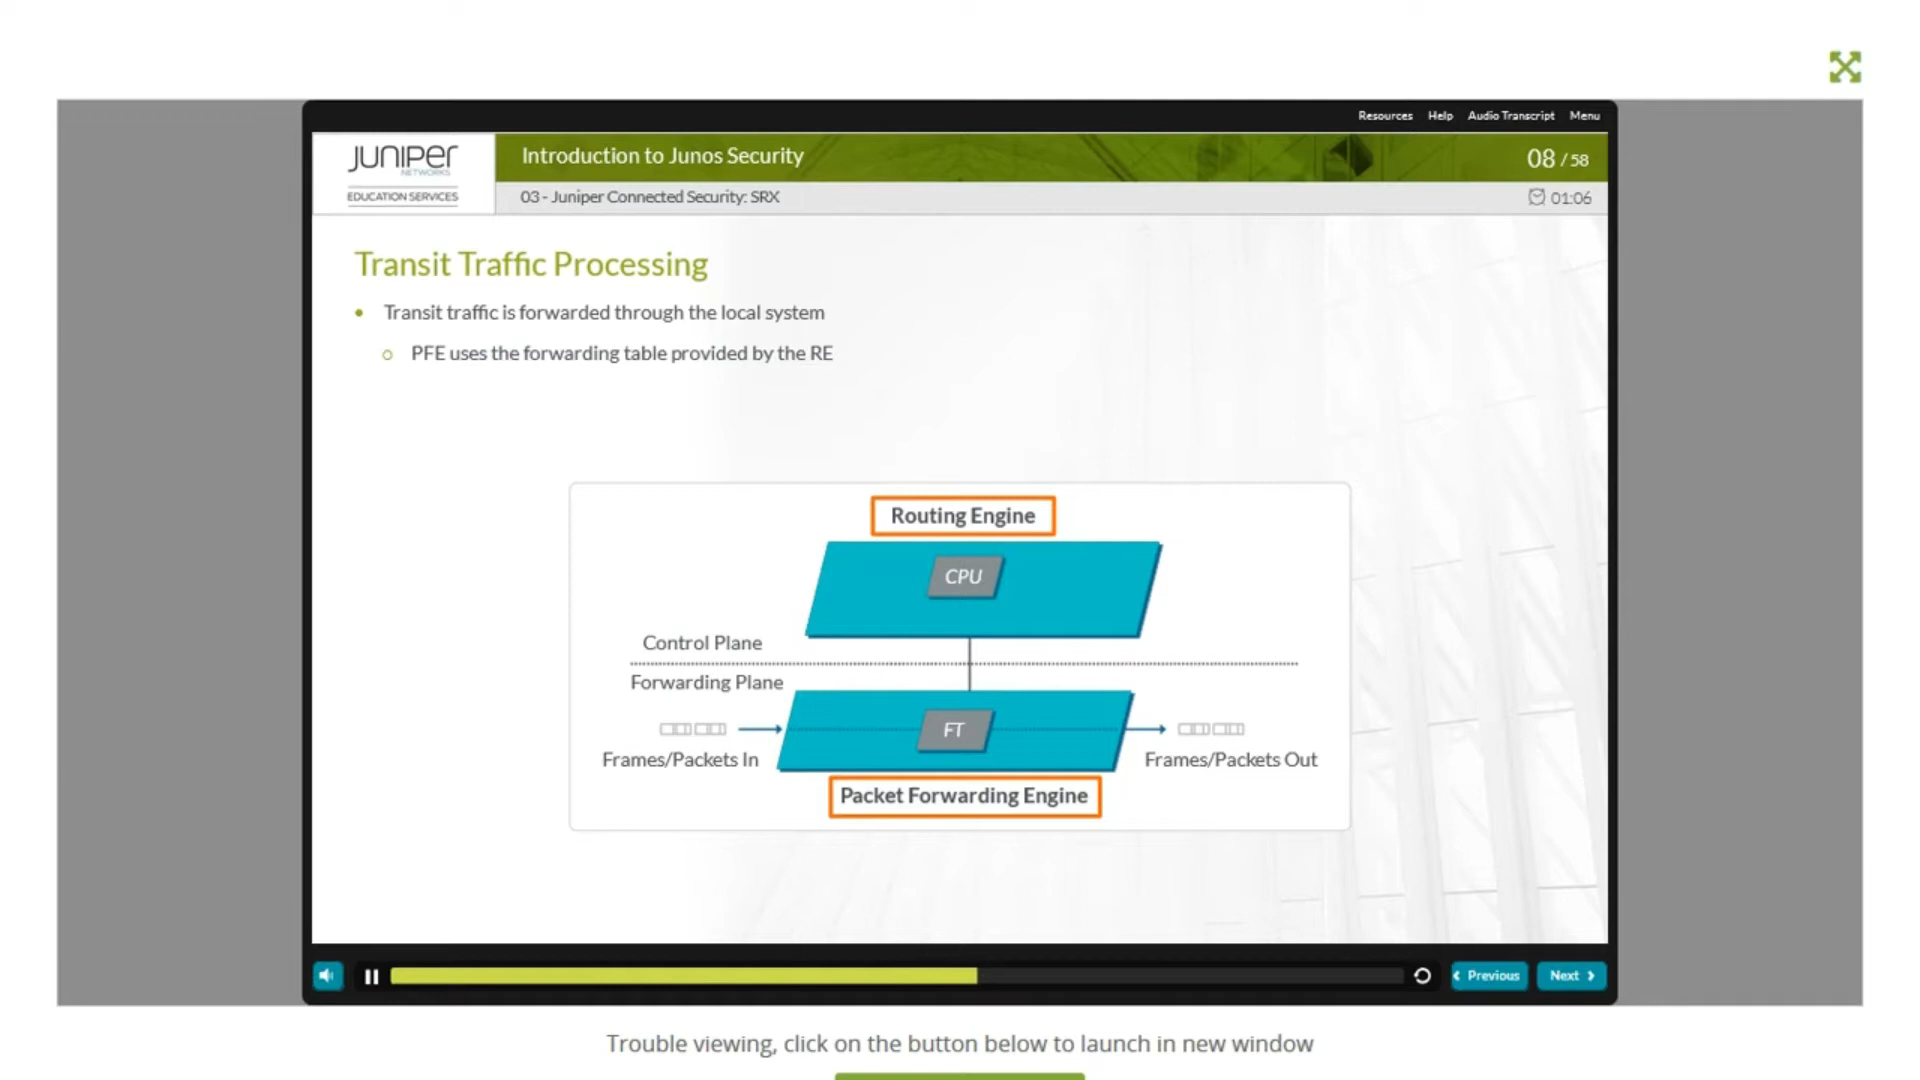 Resources Help Audio Transcript Menu
JUNIPER
NETWORKS
EDUCATION SERVICES
Introduction to Junos Security
08 / 58
03 - Juniper Connected Security: SRX
01:06
Transit Traffic Processing
• Transit traffic is forwarded through the local system
○ PFE uses the forwarding table provided by the RE
Routing Engine
CPU
Control Plane
Forwarding Plane
FT
Frames/Packets In
Frames/Packets Out
Packet Forwarding Engine
Previous
Next
Trouble viewing, click on the button below to launch in new window